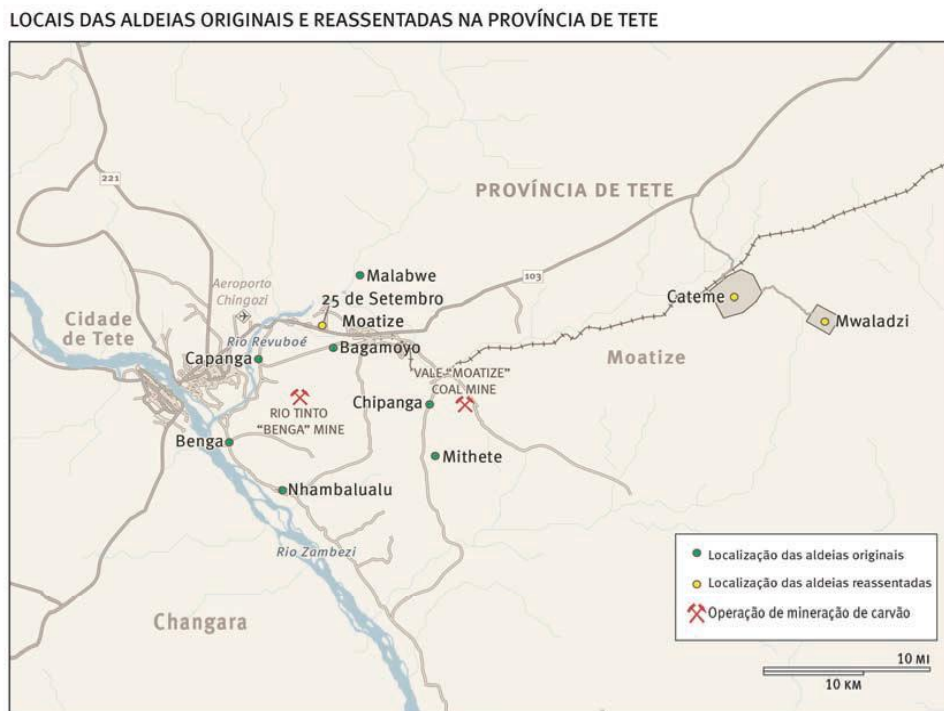 LOCAIS DAS ALDEIAS ORIGINAIS E REASSENTADAS NA PROVÍNCIA DE TETE
221
PROVÍNCIA DE TETE
103
Malabwe
Aeroporto
Chingozi
25 de Setembro
Cateme
Cidade
de Tete
Moatize
Mwaladzi
Rio Revuboé
Bagamoyo
Capanga
Moatize
VALE-"MOATIZE"
COAL MINE
Chipanga
RIO TINTO
"BENGA" MINE
Benga
Mithete
Nhambalualu
Rio Zambezi
Changara
Localização das aldeias originais
Localização das aldeias reassentadas
Operação de mineração de carvão
10 MI
10 KM